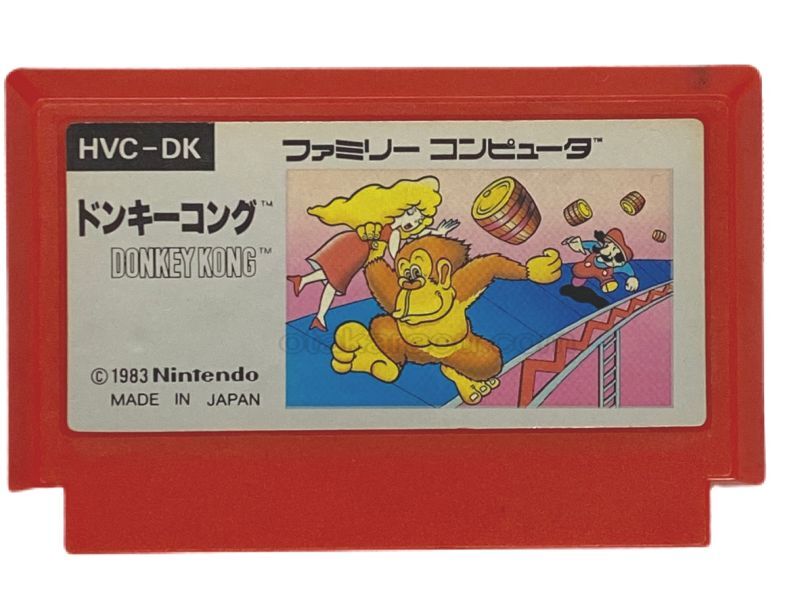 HVC-DK
ファミリー コンピュータ™
ドンキーコング™
DONKEY KONG™
© 1983 Nintendo
MADE IN JAPAN